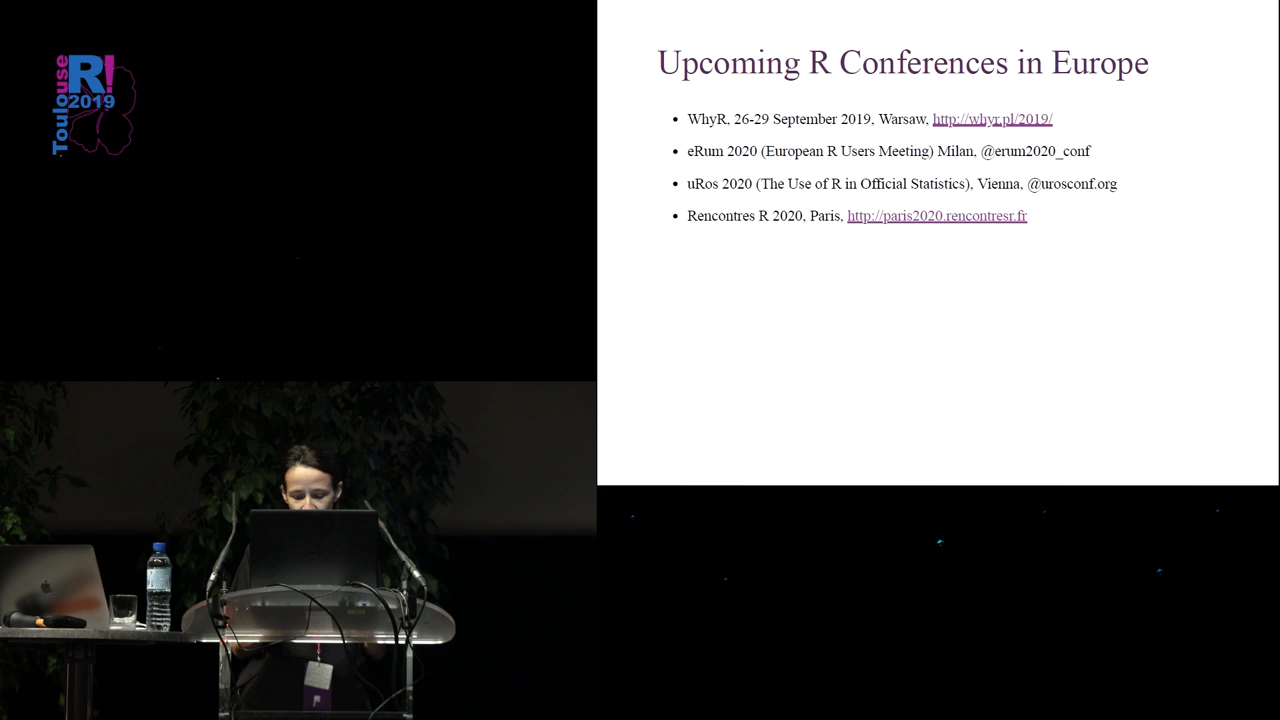 Toulouse
R!
2019
Upcoming R Conferences in Europe
• WhyR, 26-29 September 2019, Warsaw, http://whyr.pl/2019/
• eRum 2020 (European R Users Meeting) Milan, @erum2020_conf
• uRos 2020 (The Use of R in Official Statistics), Vienna, @urosconf.org
• Rencontres R 2020, Paris, http://paris2020.rencontresr.fr